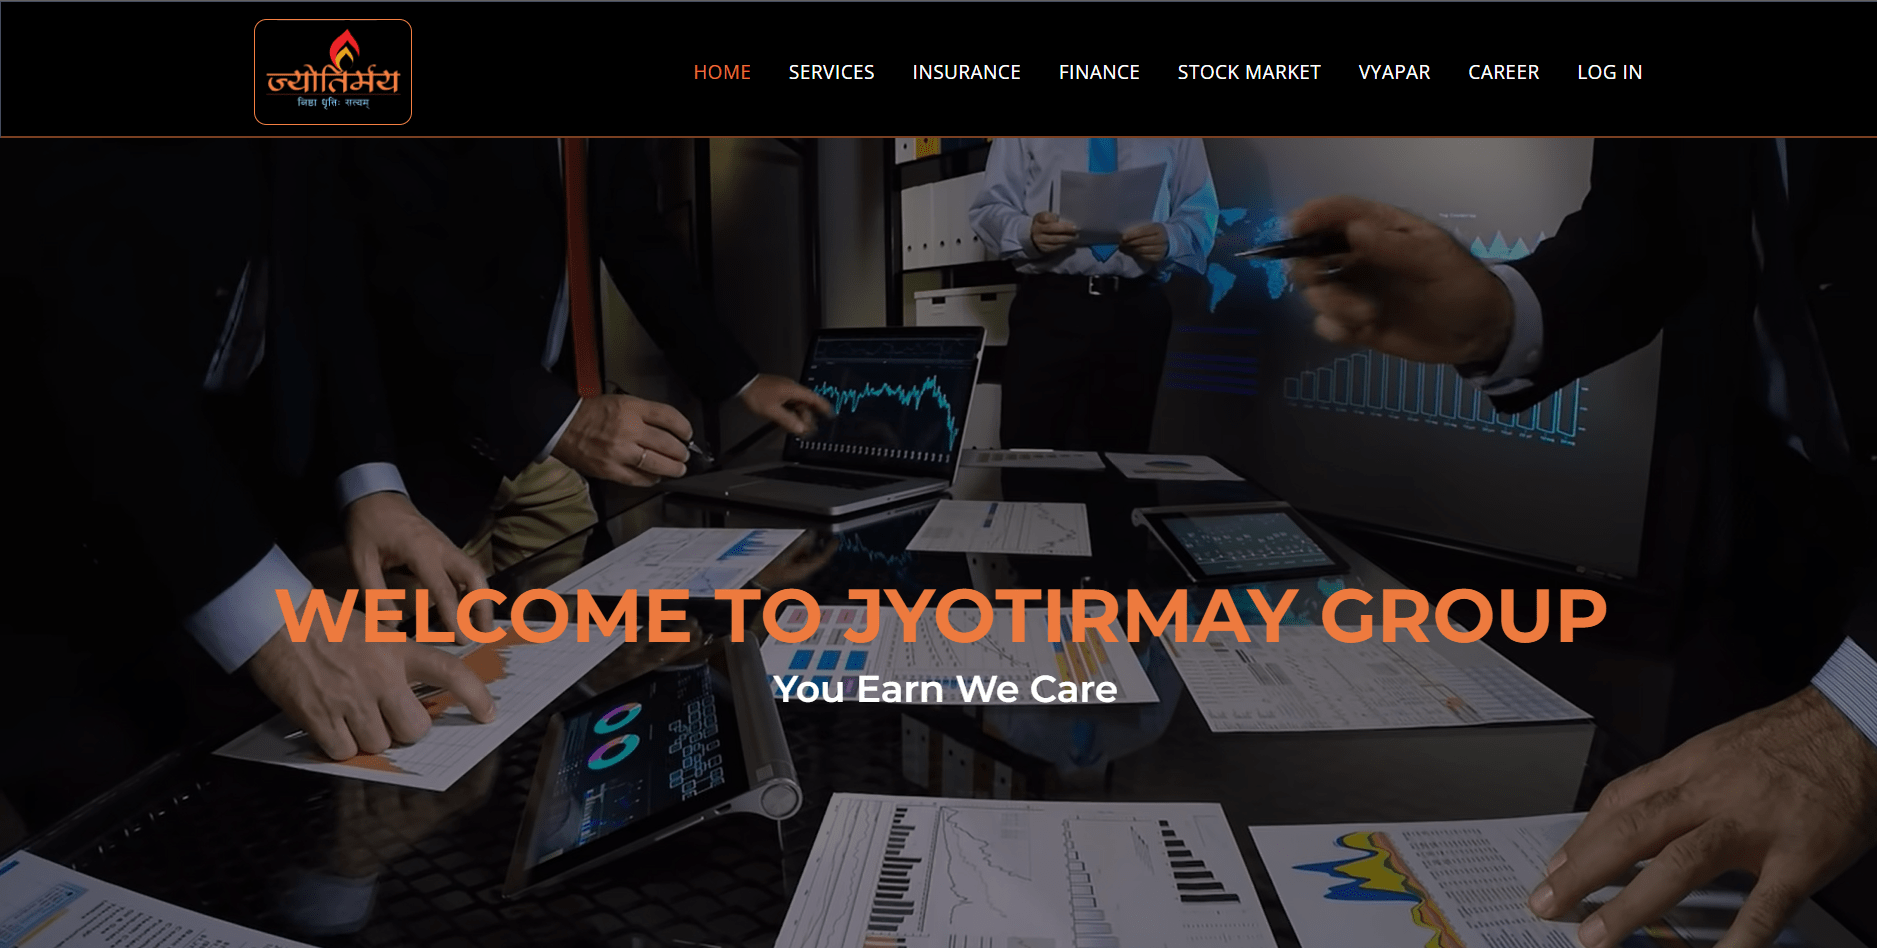 ज्योतिर्मय
निष्ठा धृतिः सत्यम्
HOME SERVICES INSURANCE FINANCE STOCK MARKET VYAPAR CAREER LOG IN
WELCOME TO JYOTIRMAY GROUP
You Earn We Care